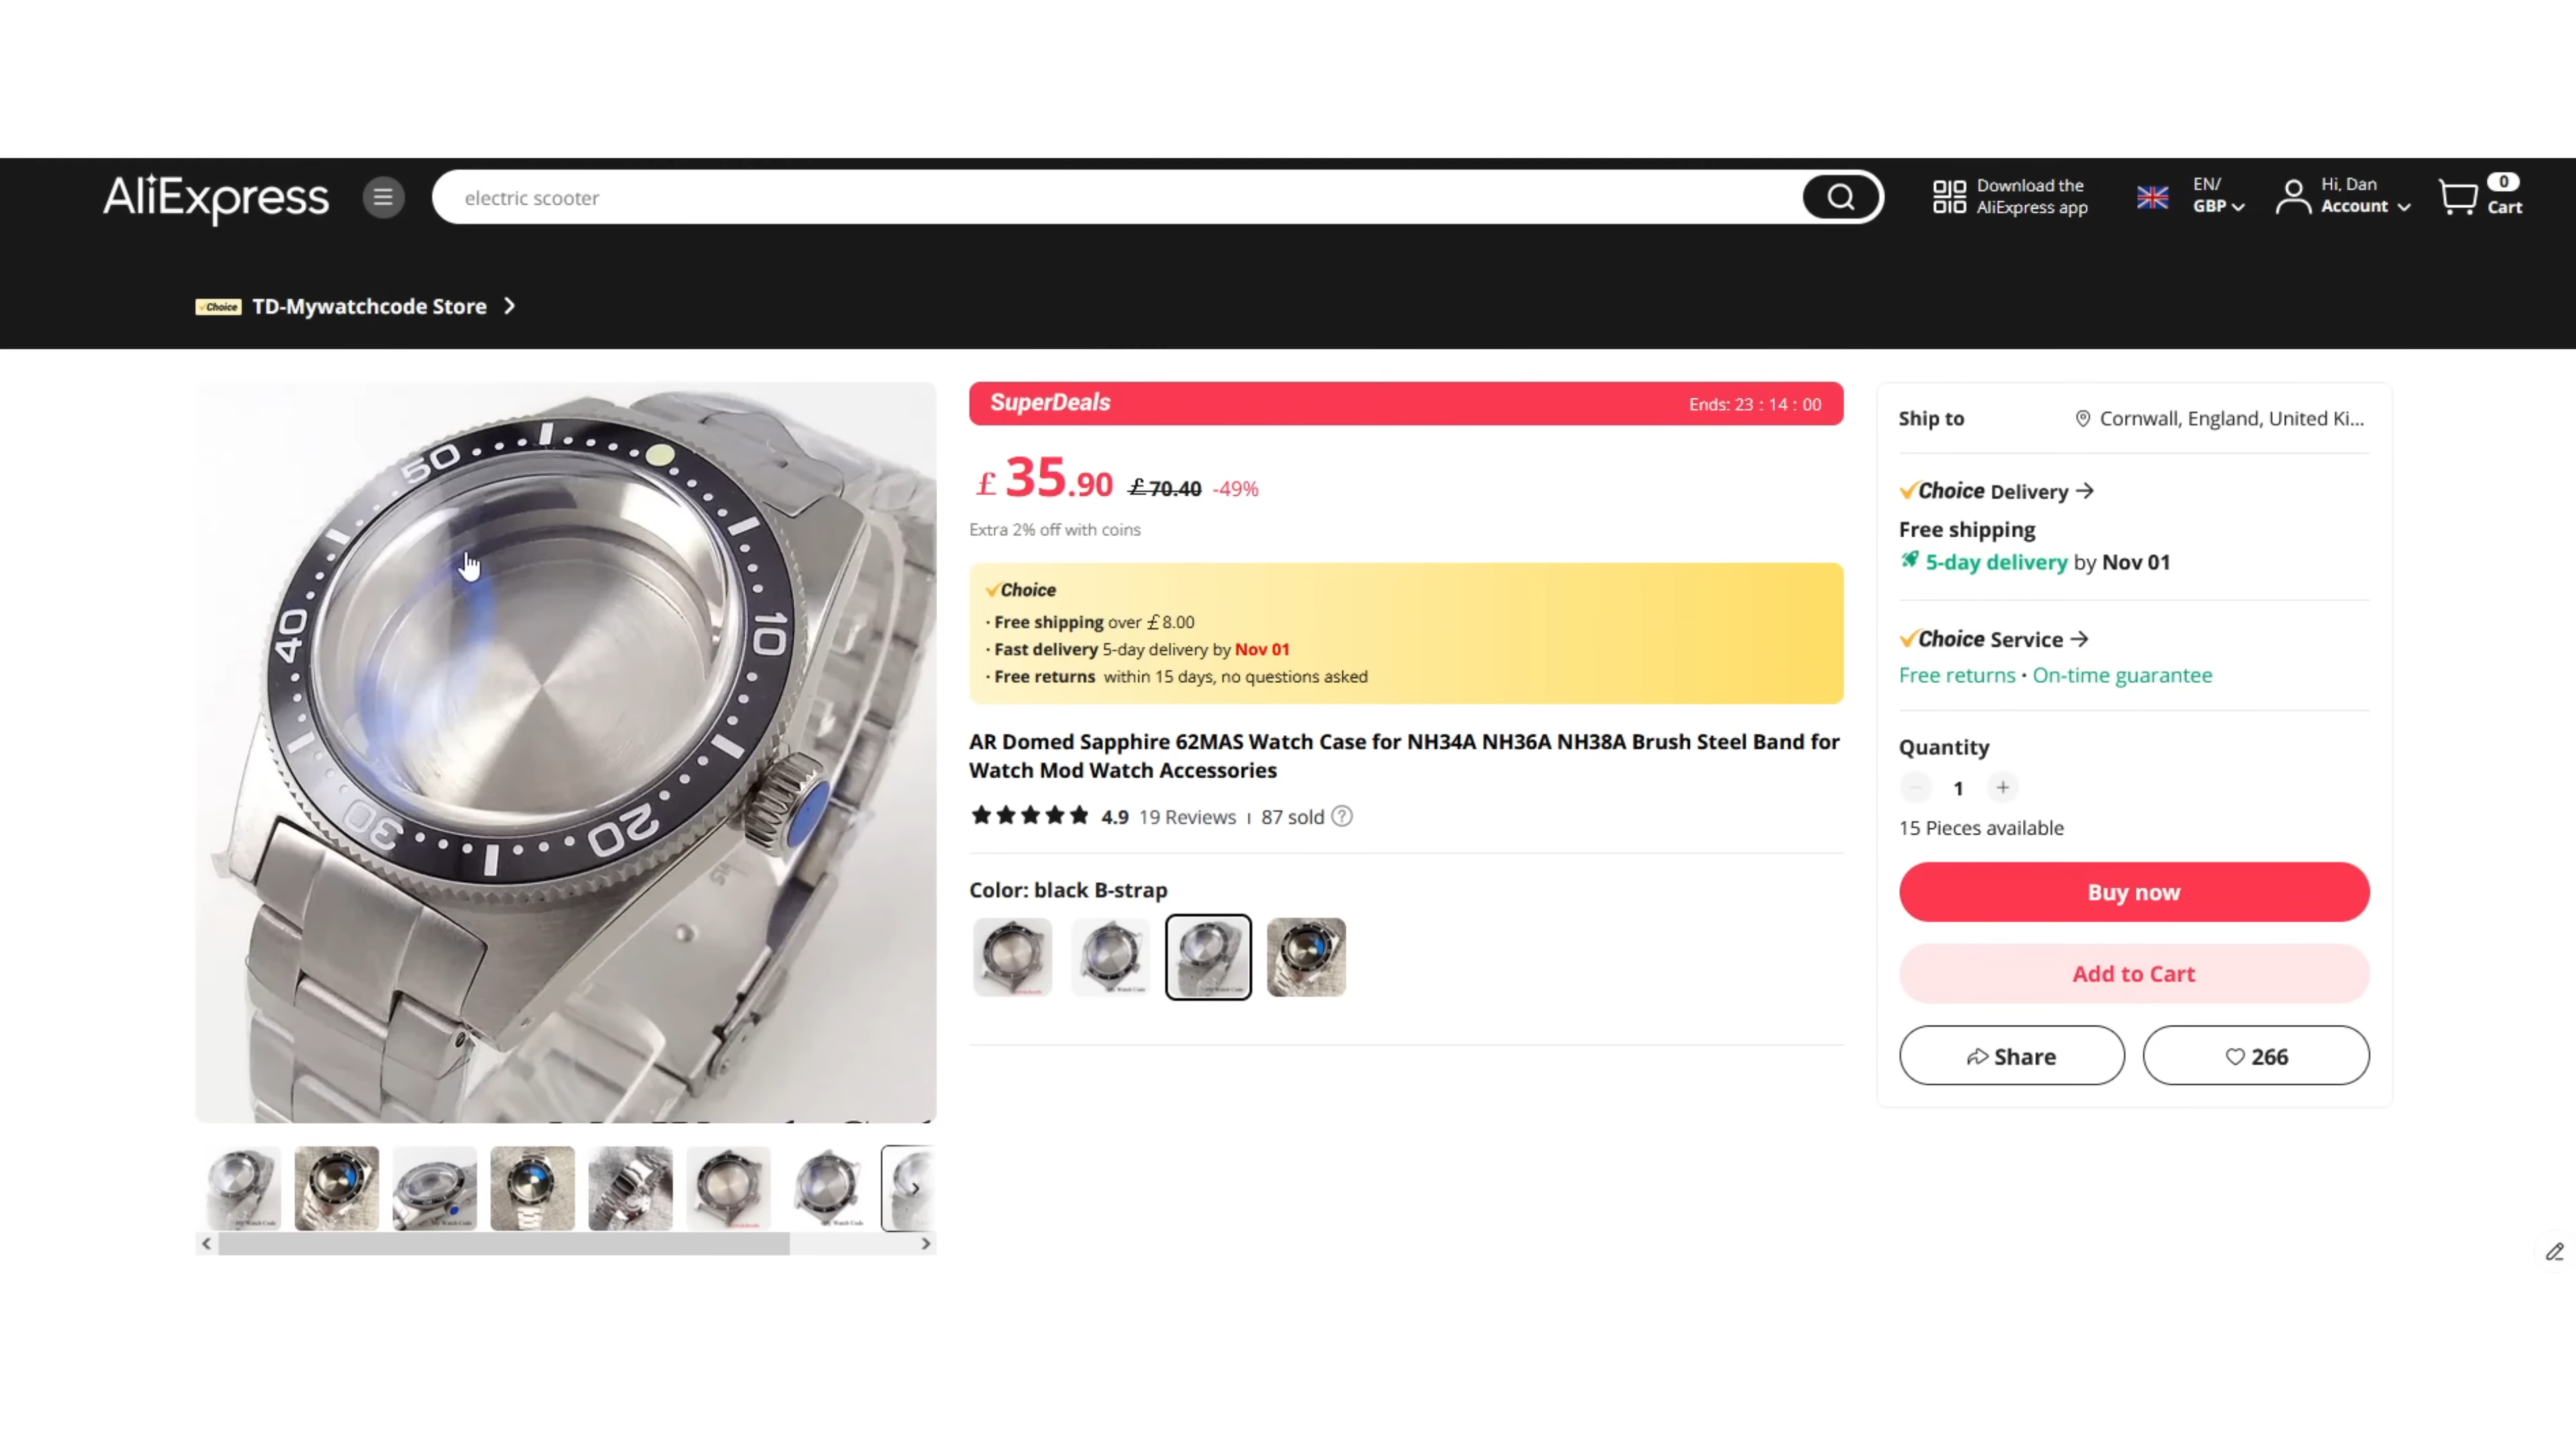 AliExpress
electric scooter
Download the
AliExpress app
EN/
GBP
Hi, Dan
Account
0
Cart
Choice
TD-Mywatchcode Store
50
10
20
30
40
SuperDeals
Ends: 23 : 14 : 00
£35.90 £70.40 -49%
Extra 2% off with coins
Choice
· Free shipping over £8.00
· Fast delivery 5-day delivery by Nov 01
· Free returns within 15 days, no questions asked
AR Domed Sapphire 62MAS Watch Case for NH34A NH36A NH38A Brush Steel Band for
Watch Mod Watch Accessories
4.9 19 Reviews 87 sold
Color: black B-strap
Ship to Cornwall, England, United Ki...
Choice Delivery
Free shipping
5-day delivery by Nov 01
Choice Service
Free returns · On-time guarantee
Quantity
1
15 Pieces available
Buy now
Add to Cart
Share
266